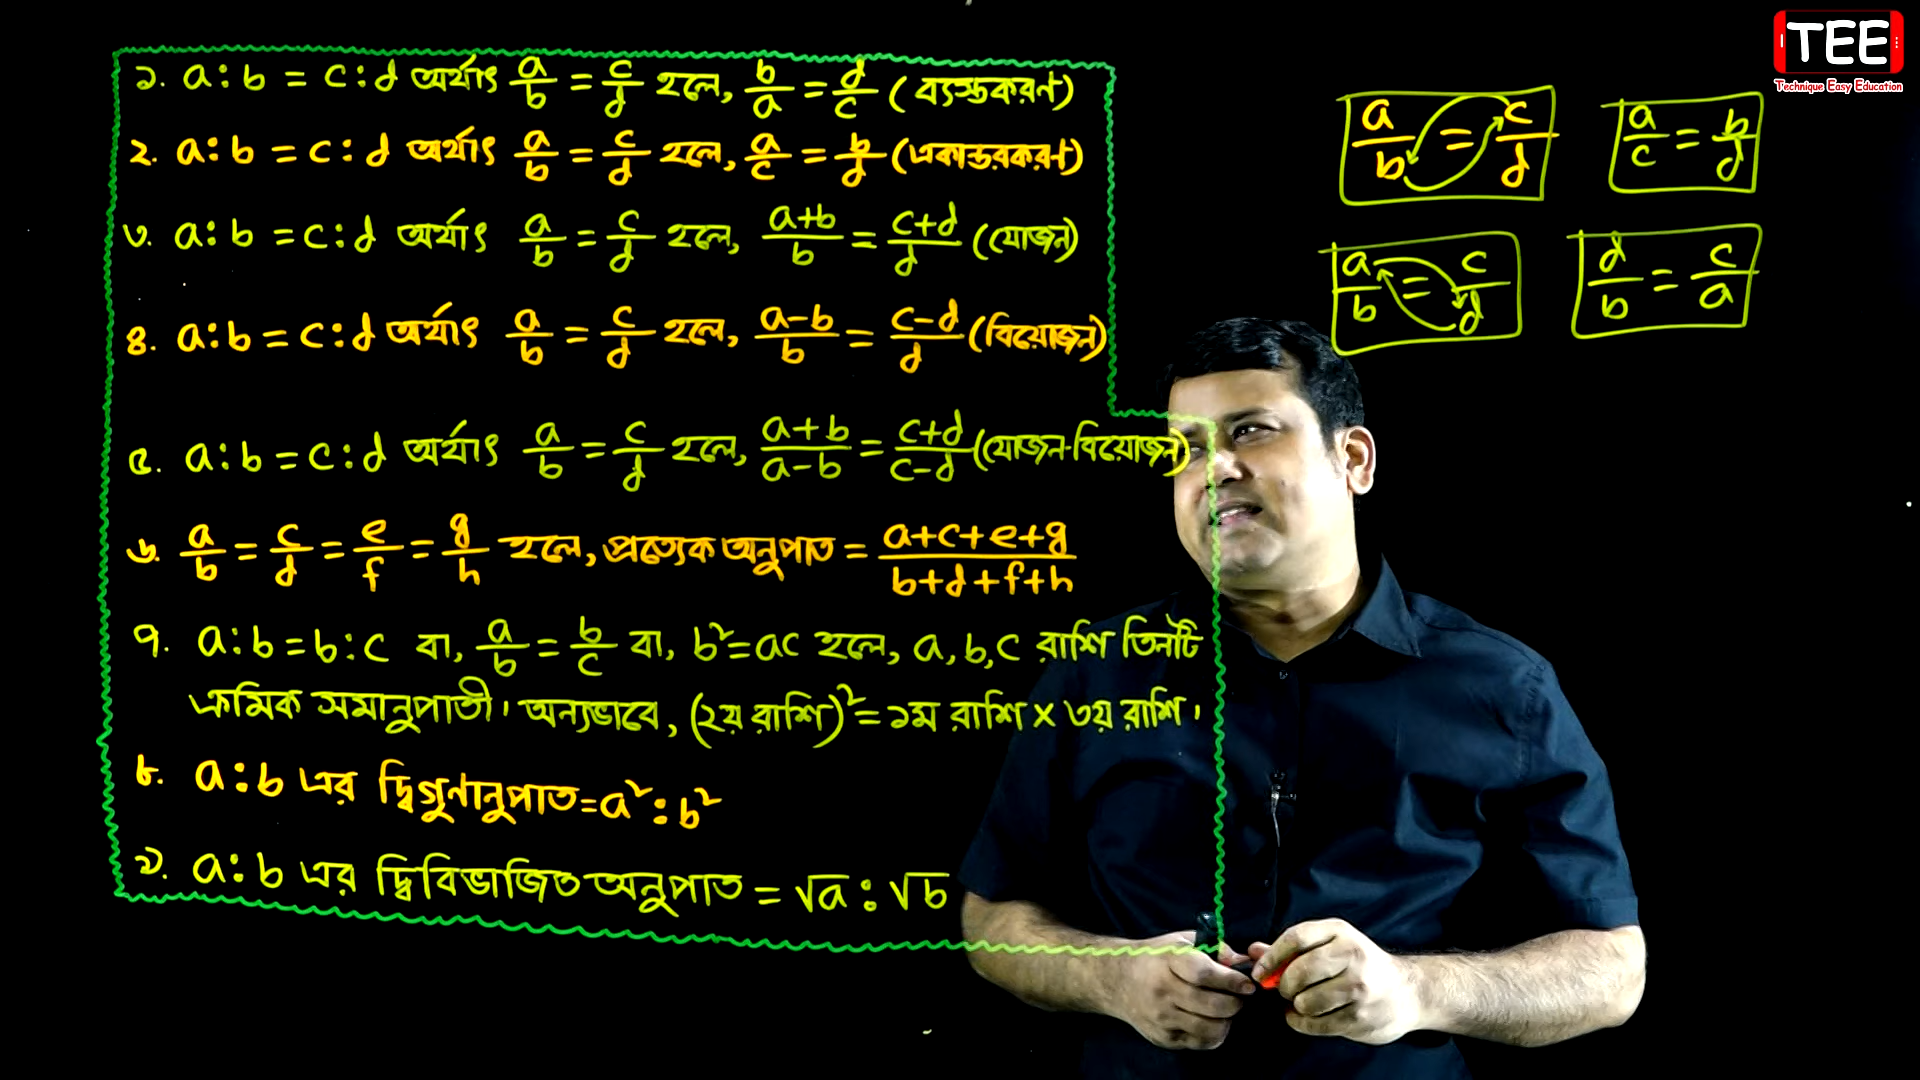 ১. a:b = c:d অর্থাৎ a/b = c/d হলে, b/a = d/c (ব্যস্তকরণ)
২. a:b = c:d অর্থাৎ a/b = c/d হলে, a/c = b/d (একান্তরকরণ)
৩. a:b = c:d অর্থাৎ a/b = c/d হলে, (a+b)/b = (c+d)/d (যোজন)
৪. a:b = c:d অর্থাৎ a/b = c/d হলে, (a-b)/b = (c-d)/d (বিয়োজন)
৫. a:b = c:d অর্থাৎ a/b = c/d হলে, (a+b)/(a-b) = (c+d)/(c-d) (যোজন-বিয়োজন)
৬. a/b = c/d = e/f = g/h হলে, প্রত্যেক অনুপাত = (a+c+e+g)/(b+d+f+h)
৭. a:b = b:c বা, a/b = b/c বা, b² = ac হলে, a, b, c রাশি তিনটি
ক্রমিক সমানুপাতী। অন্যভাবে, (২য় রাশি)² = ১ম রাশি × ৩য় রাশি।
৮. a:b এর দ্বিগুণানুপাত = a² : b²
৯. a:b এর দ্বিবিভাজিত অনুপাত = √a : √b
a/b = c/d
a/c = b/d
a/b = c/d
d/b = c/a
TEE
Technique Easy Education